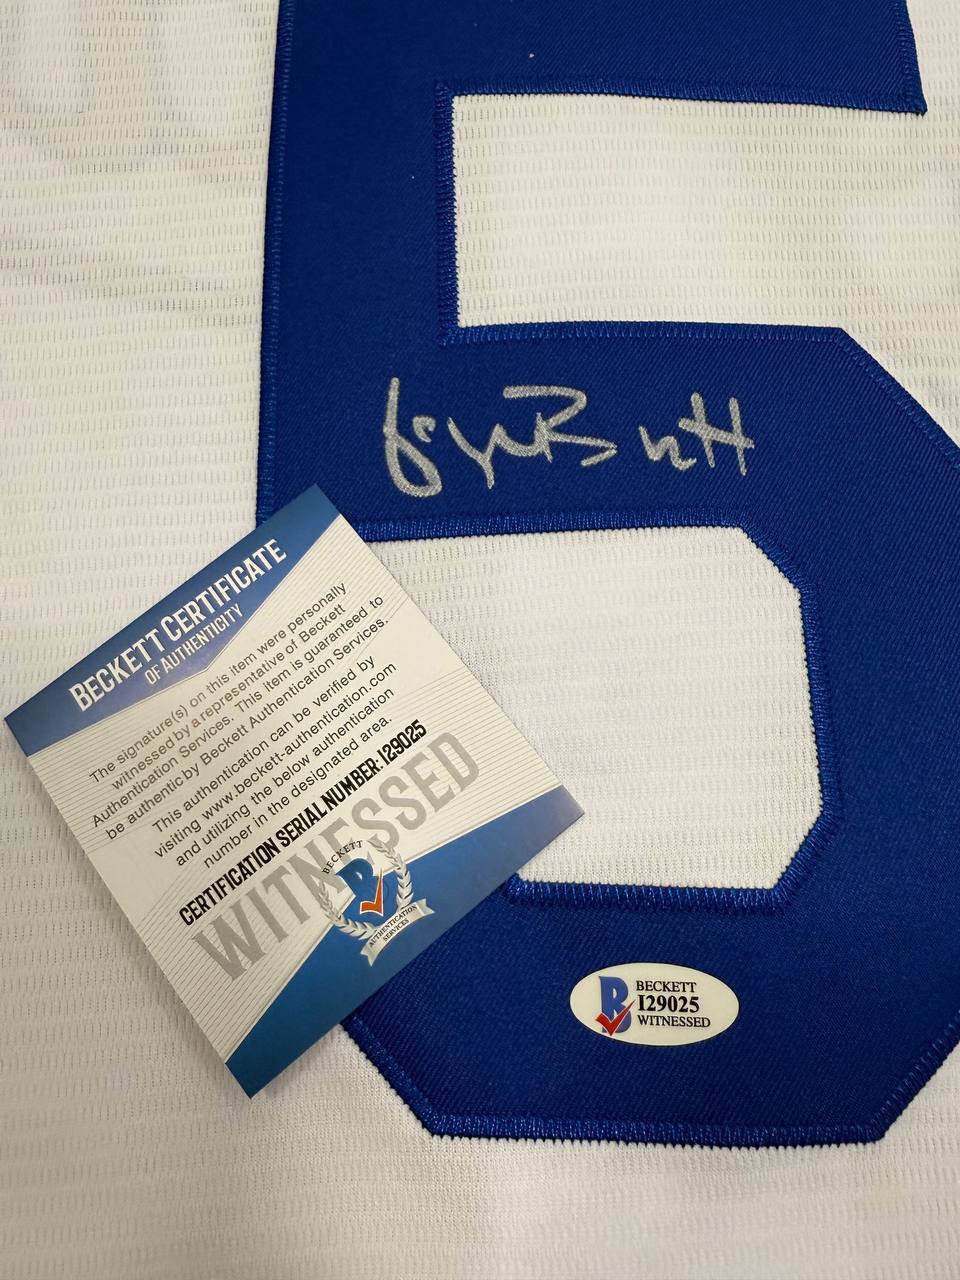 BECKETT CERTIFICATE
OF AUTHENTICITY
The signature(s) on this item were personally
witnessed by a representative of Beckett
Authentication Services. This item is guaranteed to
be authentic by Beckett Authentication Services.
This authentication can be verified by
visiting www.beckett-authentication.com
and utilizing the below authentication
number in the designated area.
CERTIFICATION SERIAL NUMBER: I29025
WITNESSED
BECKETT
B
AUTHENTICATION
SERVICES
5
B
BECKETT
I29025
WITNESSED